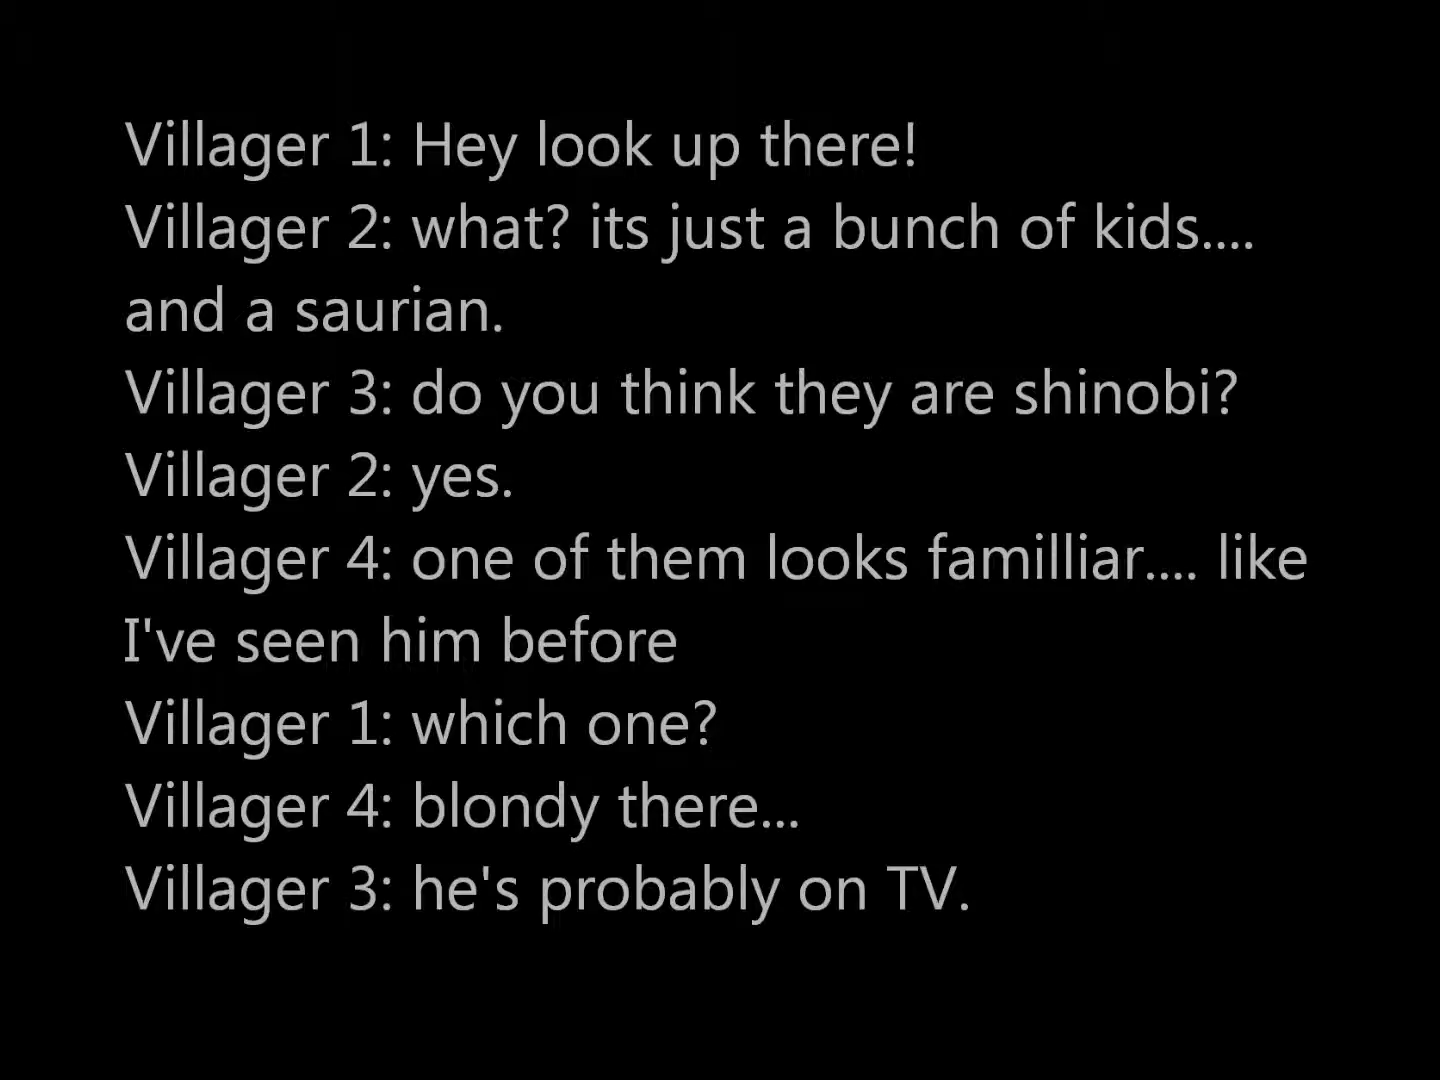 Villager 1: Hey look up there!
Villager 2: what? its just a bunch of kids....
and a saurian.
Villager 3: do you think they are shinobi?
Villager 2: yes.
Villager 4: one of them looks familliar.... like
I've seen him before
Villager 1: which one?
Villager 4: blondy there...
Villager 3: he's probably on TV.